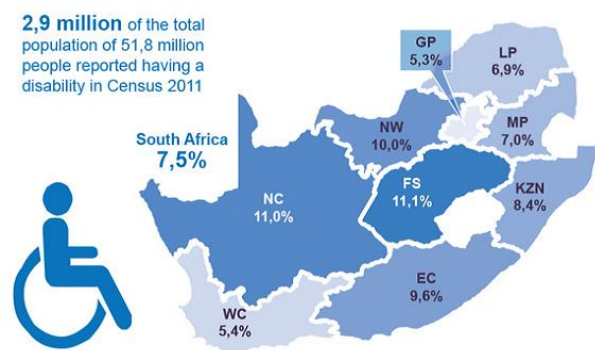 2,9 million of the total
population of 51,8 million
people reported having a
disability in Census 2011
South Africa
7,5%
GP
5,3%
LP
6,9%
NW
10,0%
MP
7,0%
NC
11,0%
FS
11,1%
KZN
8,4%
EC
9,6%
WC
5,4%